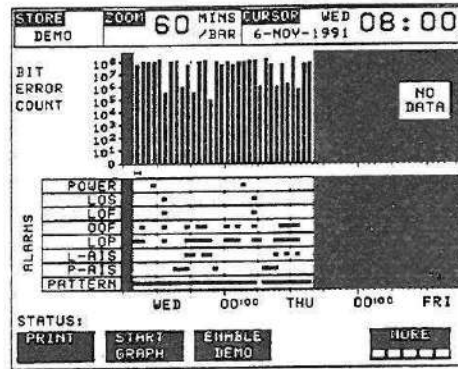 STORE ZOOM 60 MINS /BAR CURSOR WED 08:00
DEMO 6-NOV-1991
BIT ERROR COUNT
10⁸
10⁷
10⁶
10⁵
10⁴
10³
10²
10¹
0
NO DATA
ALARMS
POWER
LOS
LOF
OOF
LOP
L-AIS
P-AIS
PATTERN
WED 00:00 THU 00:00 FRI
STATUS:
PRINT
START GRAPH
ENABLE DEMO
MORE